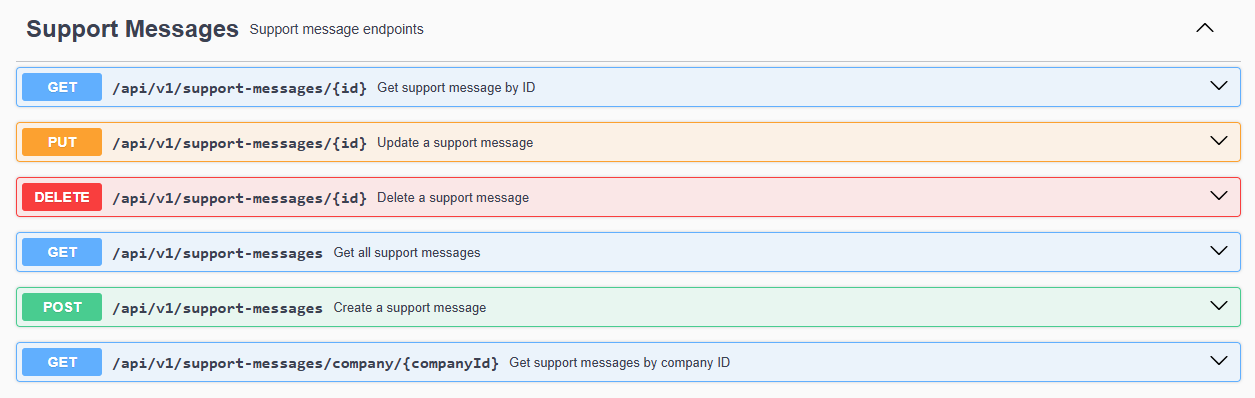 Support Messages Support message endpoints
GET /api/v1/support-messages/{id} Get support message by ID
PUT /api/v1/support-messages/{id} Update a support message
DELETE /api/v1/support-messages/{id} Delete a support message
GET /api/v1/support-messages Get all support messages
POST /api/v1/support-messages Create a support message
GET /api/v1/support-messages/company/{companyId} Get support messages by company ID